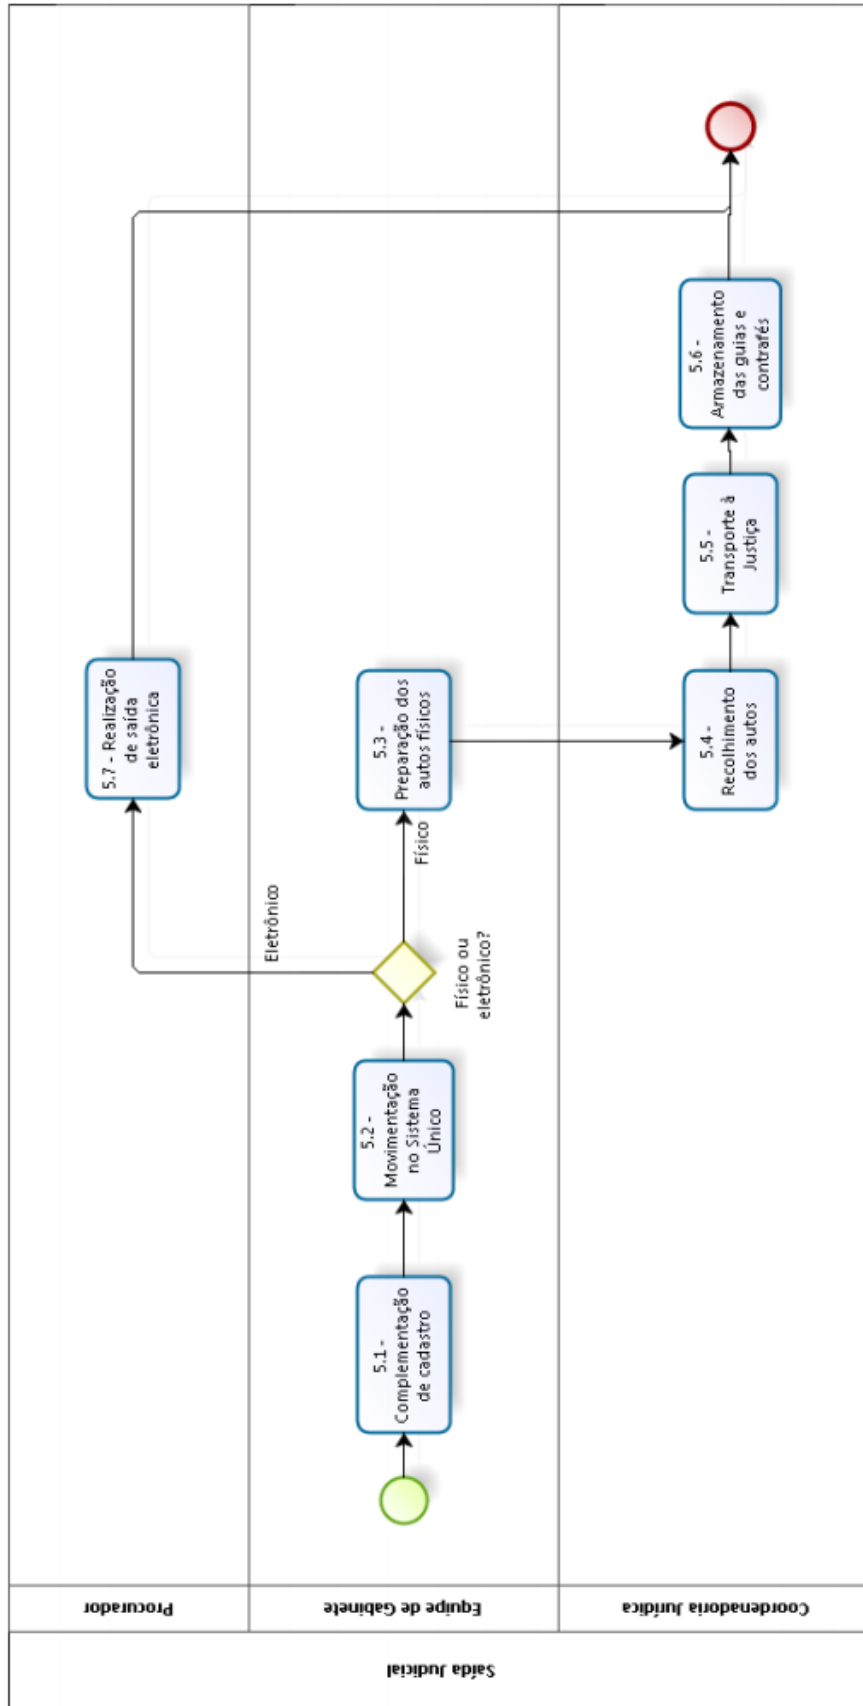 Saída Judicial
Procurador
Equipe de Gabinete
Coordenadoria Jurídica
5.1 -
Complementação
de cadastro
5.2 -
Movimentação
no Sistema
Único
Físico ou
eletrônico?
Eletrônico
Físico
5.7 - Realização
de saída
eletrônica
5.3 -
Preparação dos
autos físicos
5.4 -
Recolhimento
dos autos
5.5 -
Transporte à
Justiça
5.6 -
Armazenamento
das guias e
contrafés